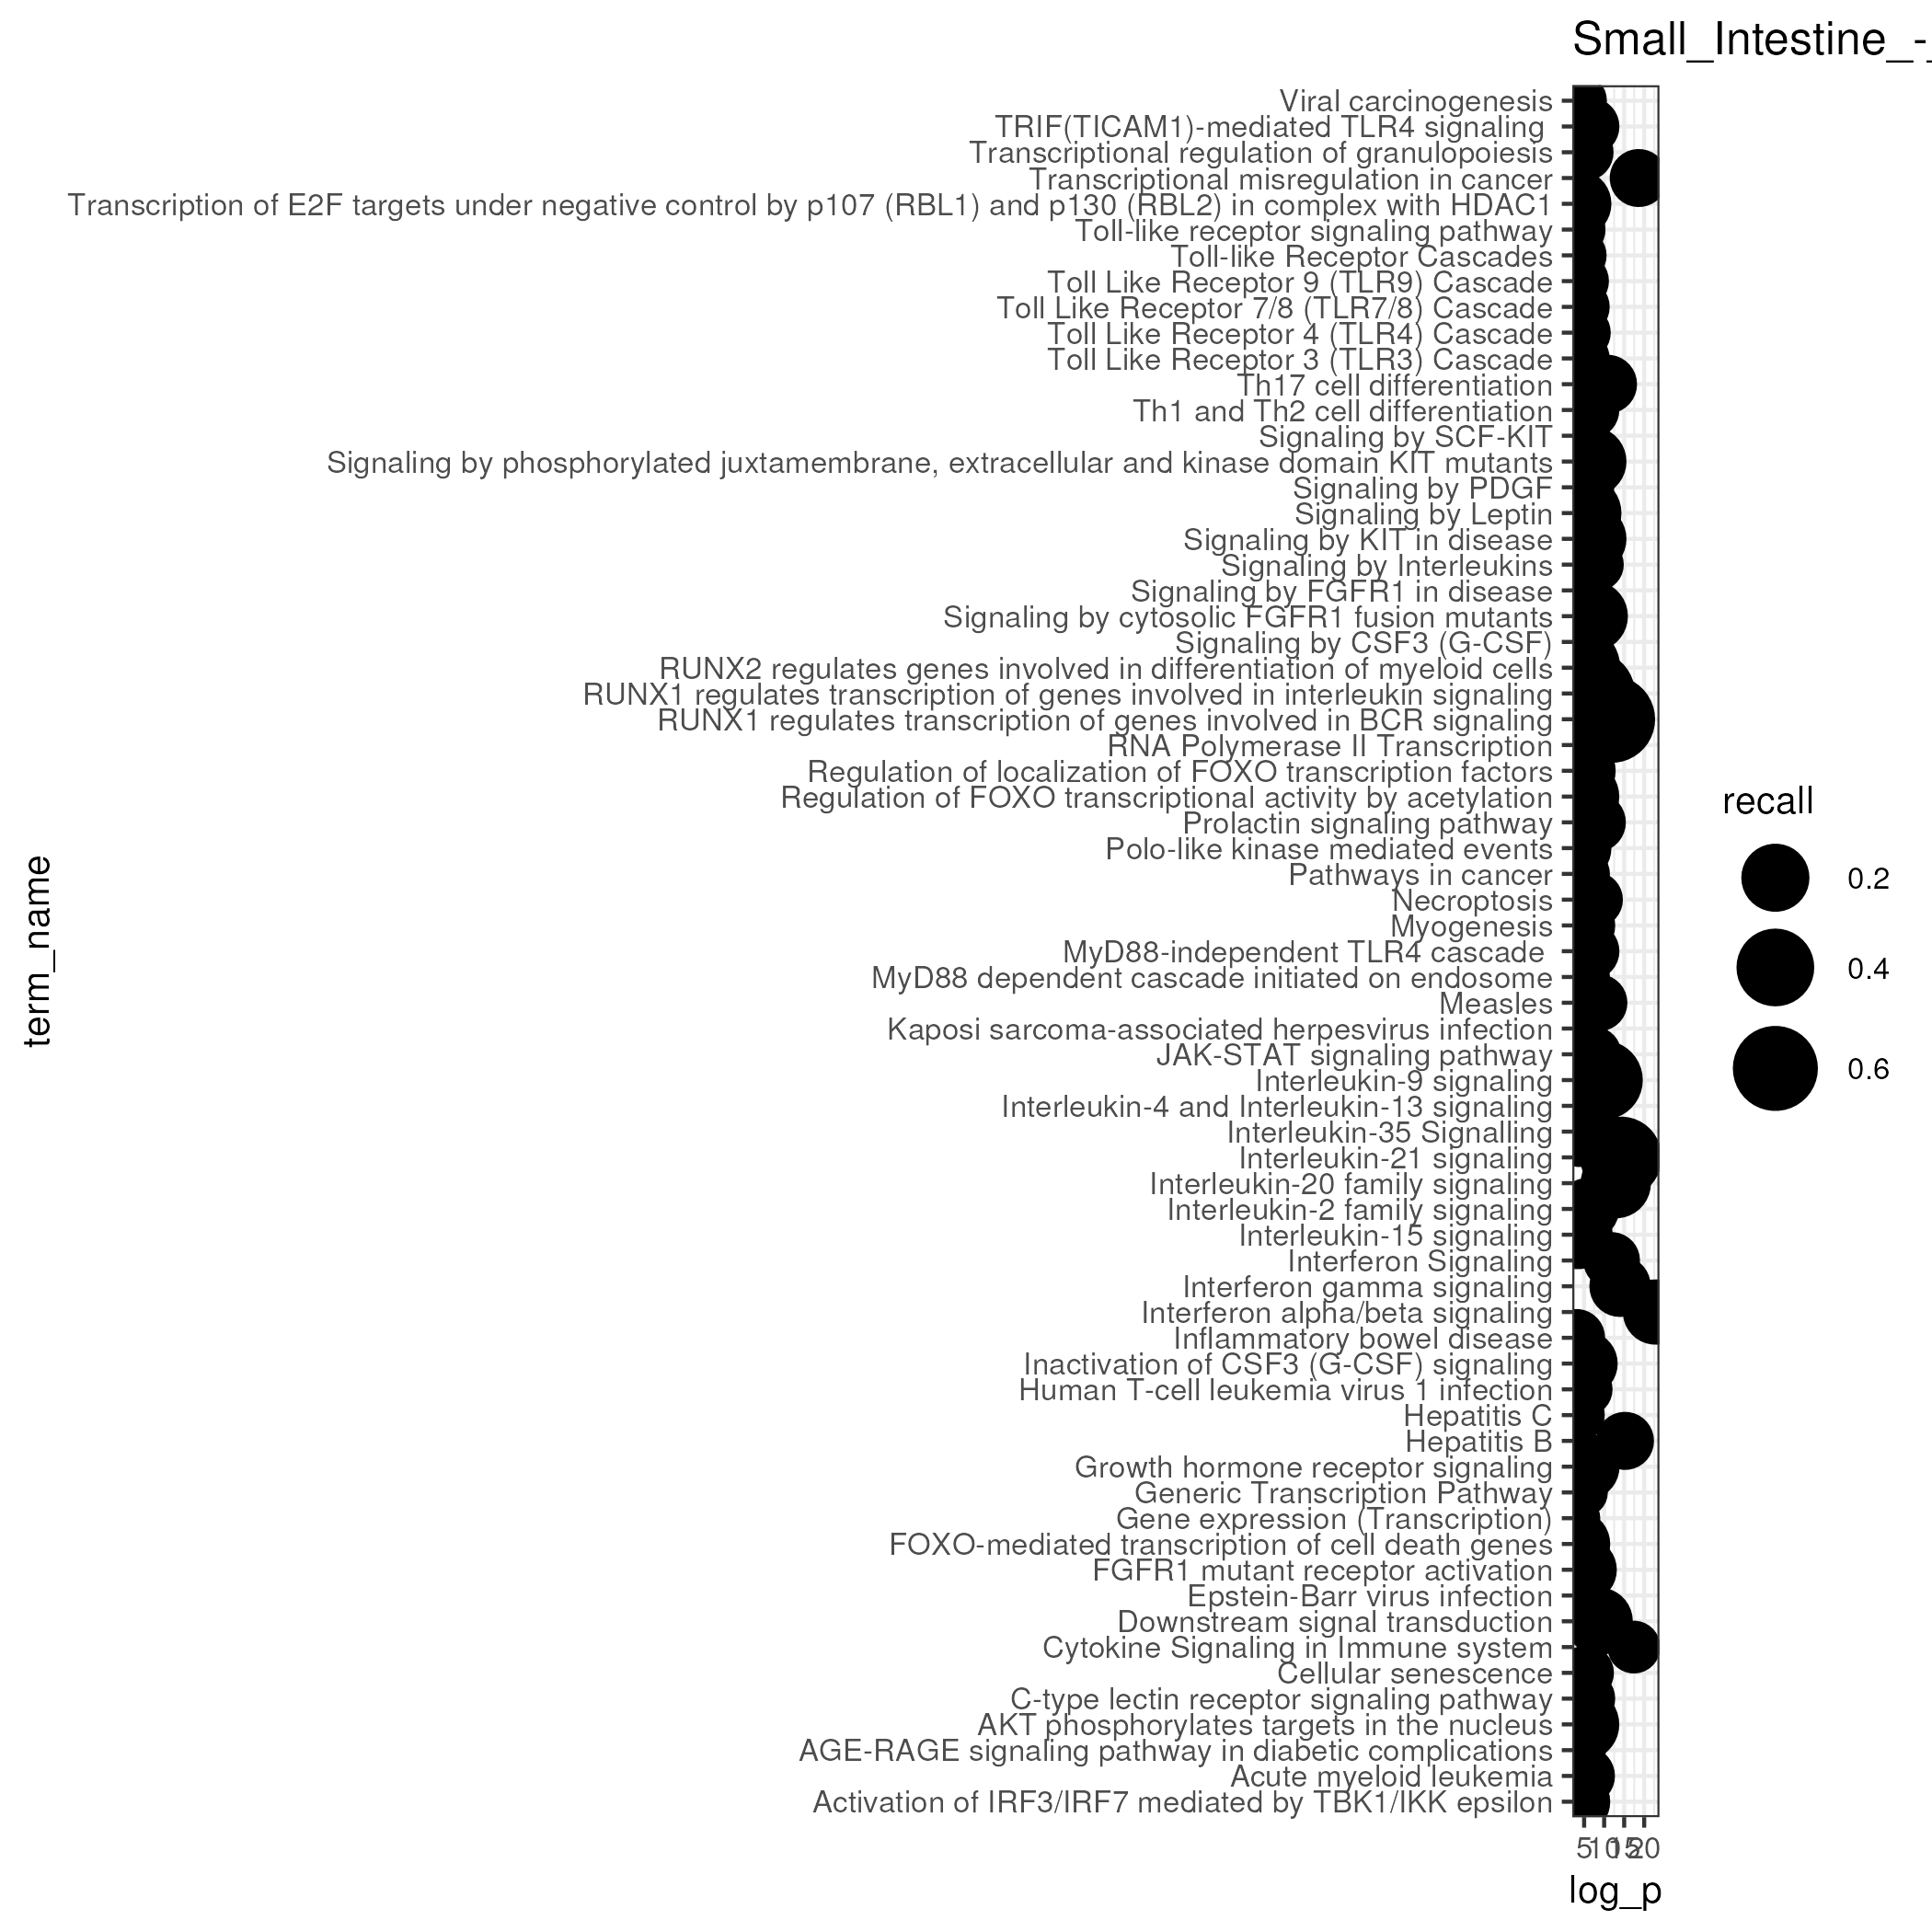 Small_Intestine_-_
Viral carcinogenesis
TRIF(TICAM1)-mediated TLR4 signaling
Transcriptional regulation of granulopoiesis
Transcriptional misregulation in cancer
Transcription of E2F targets under negative control by p107 (RBL1) and p130 (RBL2) in complex with HDAC1
Toll-like receptor signaling pathway
Toll-like Receptor Cascades
Toll Like Receptor 9 (TLR9) Cascade
Toll Like Receptor 7/8 (TLR7/8) Cascade
Toll Like Receptor 4 (TLR4) Cascade
Toll Like Receptor 3 (TLR3) Cascade
Th17 cell differentiation
Th1 and Th2 cell differentiation
Signaling by SCF-KIT
Signaling by phosphorylated juxtamembrane, extracellular and kinase domain KIT mutants
Signaling by PDGF
Signaling by Leptin
Signaling by KIT in disease
Signaling by Interleukins
Signaling by FGFR1 in disease
Signaling by cytosolic FGFR1 fusion mutants
Signaling by CSF3 (G-CSF)
RUNX2 regulates genes involved in differentiation of myeloid cells
RUNX1 regulates transcription of genes involved in interleukin signaling
RUNX1 regulates transcription of genes involved in BCR signaling
RNA Polymerase II Transcription
Regulation of localization of FOXO transcription factors
Regulation of FOXO transcriptional activity by acetylation
Prolactin signaling pathway
Polo-like kinase mediated events
Pathways in cancer
Necroptosis
Myogenesis
MyD88-independent TLR4 cascade
MyD88 dependent cascade initiated on endosome
Measles
Kaposi sarcoma-associated herpesvirus infection
JAK-STAT signaling pathway
Interleukin-9 signaling
Interleukin-4 and Interleukin-13 signaling
Interleukin-35 Signalling
Interleukin-21 signaling
Interleukin-20 family signaling
Interleukin-2 family signaling
Interleukin-15 signaling
Interferon Signaling
Interferon gamma signaling
Interferon alpha/beta signaling
Inflammatory bowel disease
Inactivation of CSF3 (G-CSF) signaling
Human T-cell leukemia virus 1 infection
Hepatitis C
Hepatitis B
Growth hormone receptor signaling
Generic Transcription Pathway
Gene expression (Transcription)
FOXO-mediated transcription of cell death genes
FGFR1 mutant receptor activation
Epstein-Barr virus infection
Downstream signal transduction
Cytokine Signaling in Immune system
Cellular senescence
C-type lectin receptor signaling pathway
AKT phosphorylates targets in the nucleus
AGE-RAGE signaling pathway in diabetic complications
Acute myeloid leukemia
Activation of IRF3/IRF7 mediated by TBK1/IKK epsilon
5 10 15 20
log_p
term_name
recall
0.2
0.4
0.6